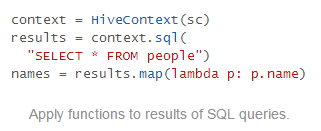 context = HiveContext(sc)
results = context.sql(
  "SELECT * FROM people")
names = results.map(lambda p: p.name)
Apply functions to results of SQL queries.